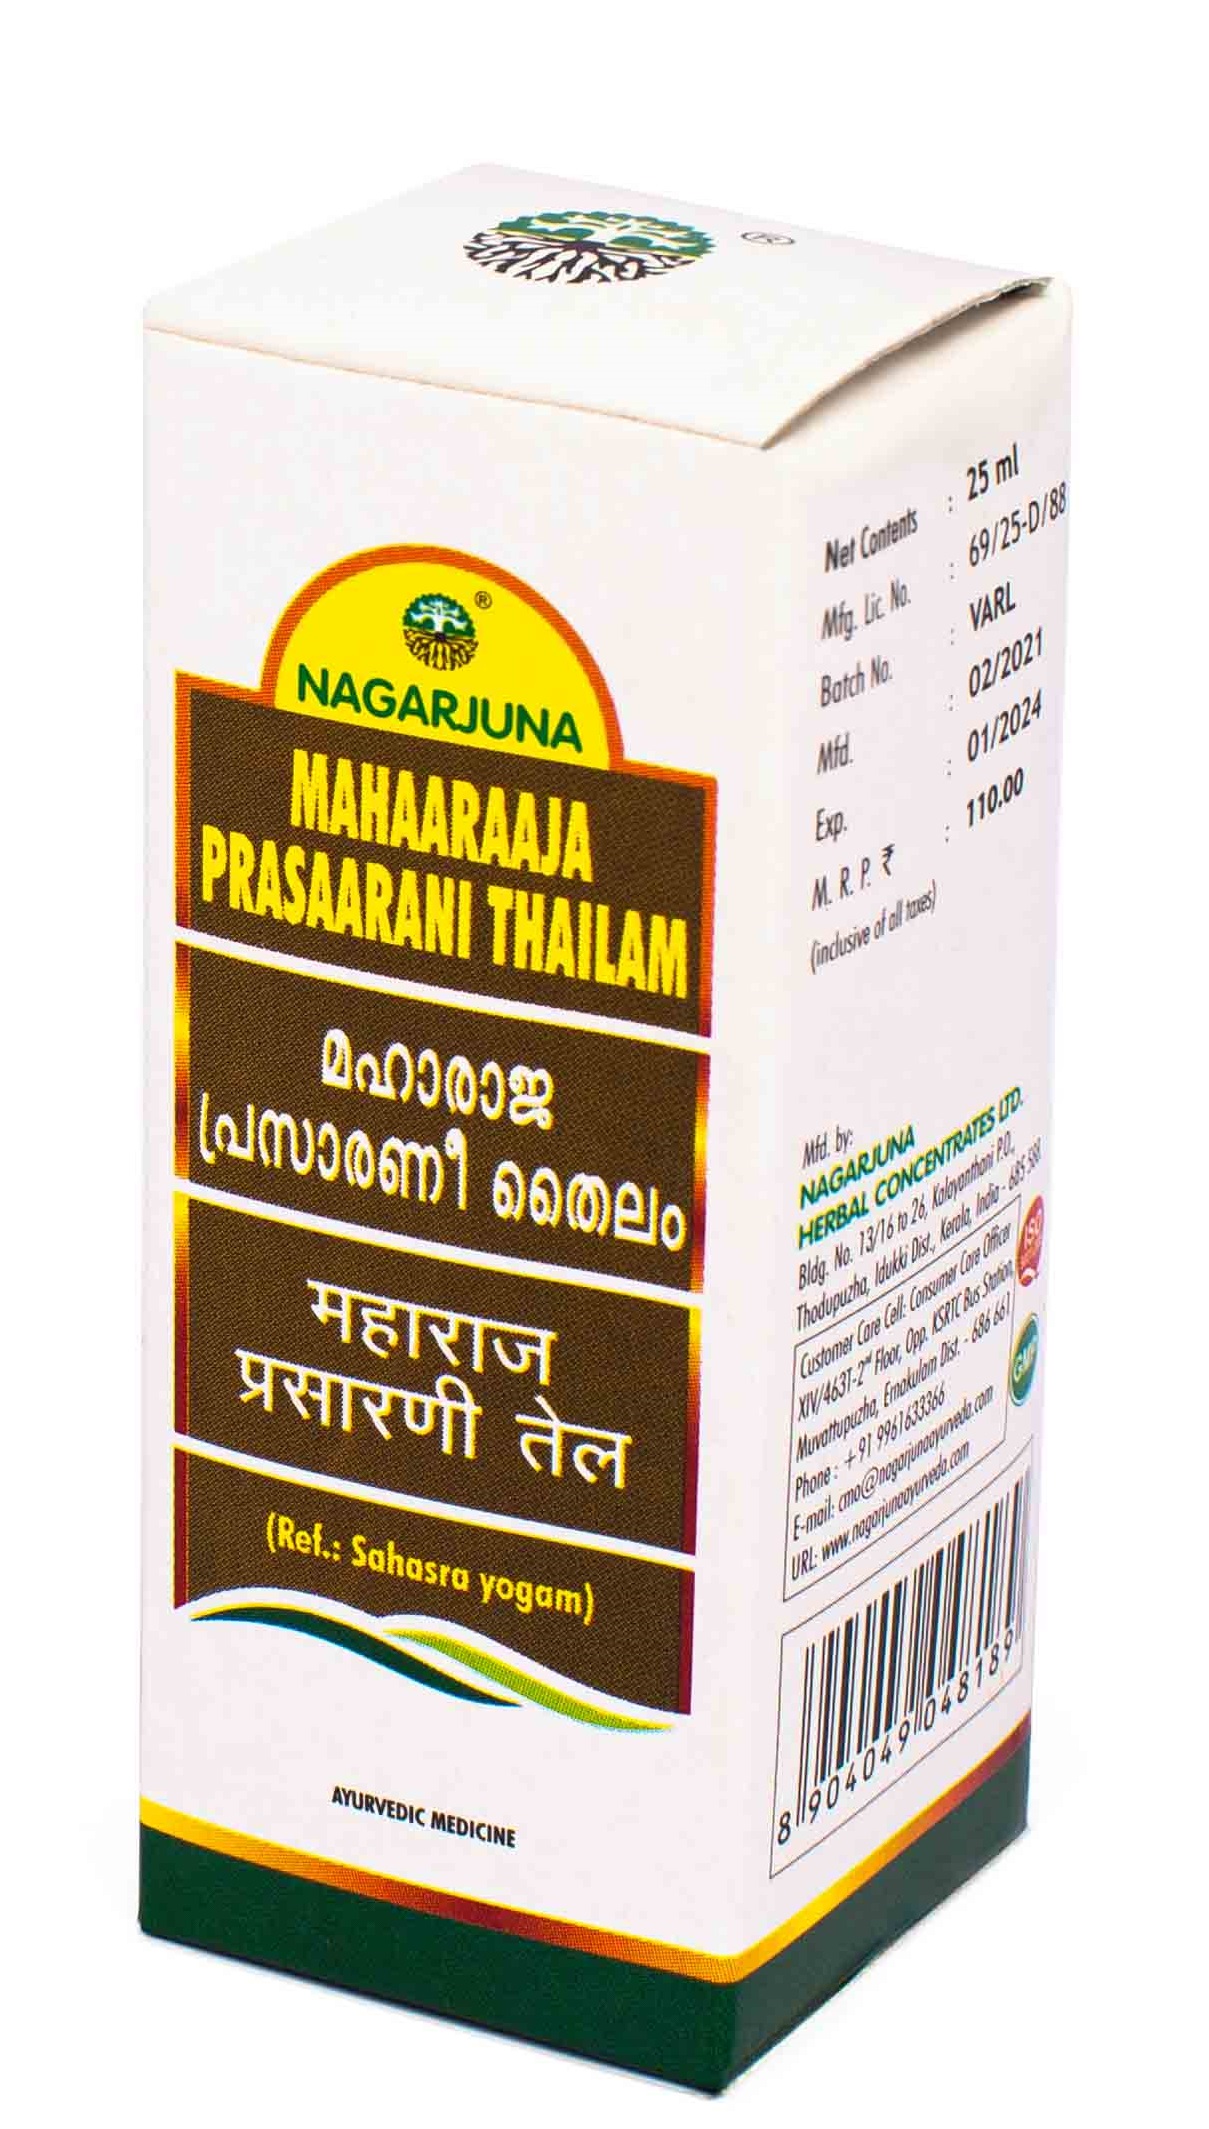 ®
®
NAGARJUNA
MAHAARAAJA
PRASAARANI THAILAM
മഹാരാജ
പ്രസാരണീ തൈലം
महाराज
प्रसारणी तेल
(Ref.: Sahasra yogam)
AYURVEDIC MEDICINE
Net Contents : 25 ml
Mfg. Lic. No. : 69/25-D/88
Batch No. : VARL
Mfd. : 02/2021
Exp. : 01/2024
M. R. P. ₹ : 110.00
(inclusive of all taxes)
Mfd. by:
NAGARJUNA
HERBAL CONCENTRATES LTD.
Bldg. No. 13/16 to 26, Kalayanthani P.O.,
Thodupuzha, Idukki Dist., Kerala, India - 685 588
Customer Care Cell: Consumer Care Officer
XIV/463T-2nd Floor, Opp. KSRTC Bus Station,
Muvattupuzha, Ernakulam Dist. - 686 661
Phone : +91 9961633366
E-mail: cmo@nagarjunaayurveda.com
URL: www.nagarjunaayurveda.com
ISO
GMP
8 904049 048189